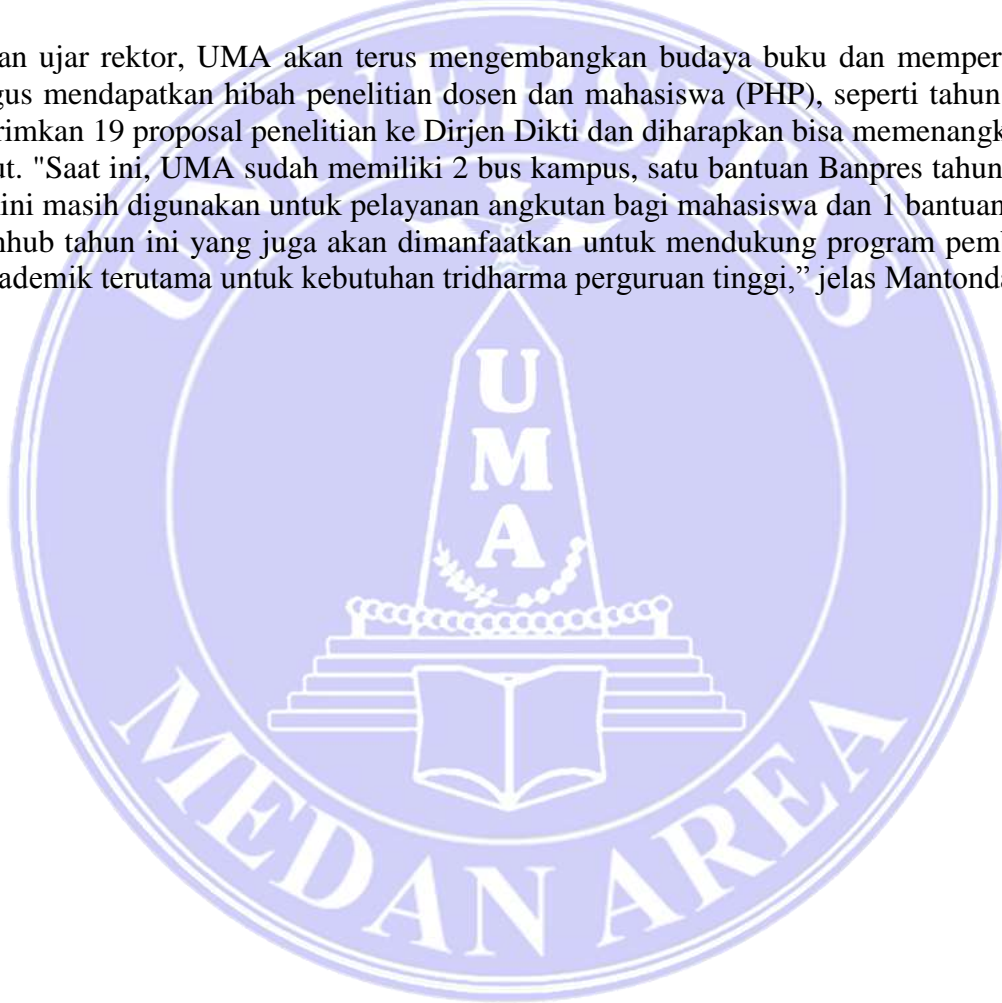 an ujar rektor, UMA akan terus mengembangkan budaya buku dan memper
gus mendapatkan hibah penelitian dosen dan mahasiswa (PHP), seperti tahun
rimkan 19 proposal penelitian ke Dirjen Dikti dan diharapkan bisa memenangk
ut. "Saat ini, UMA sudah memiliki 2 bus kampus, satu bantuan Banpres tahun
ini masih digunakan untuk pelayanan angkutan bagi mahasiswa dan 1 bantuan
nhub tahun ini yang juga akan dimanfaatkan untuk mendukung program pemb
ademik terutama untuk kebutuhan tridharma perguruan tinggi,” jelas Mantonda
UNIVERSITAS
U
M
A
MEDAN AREA